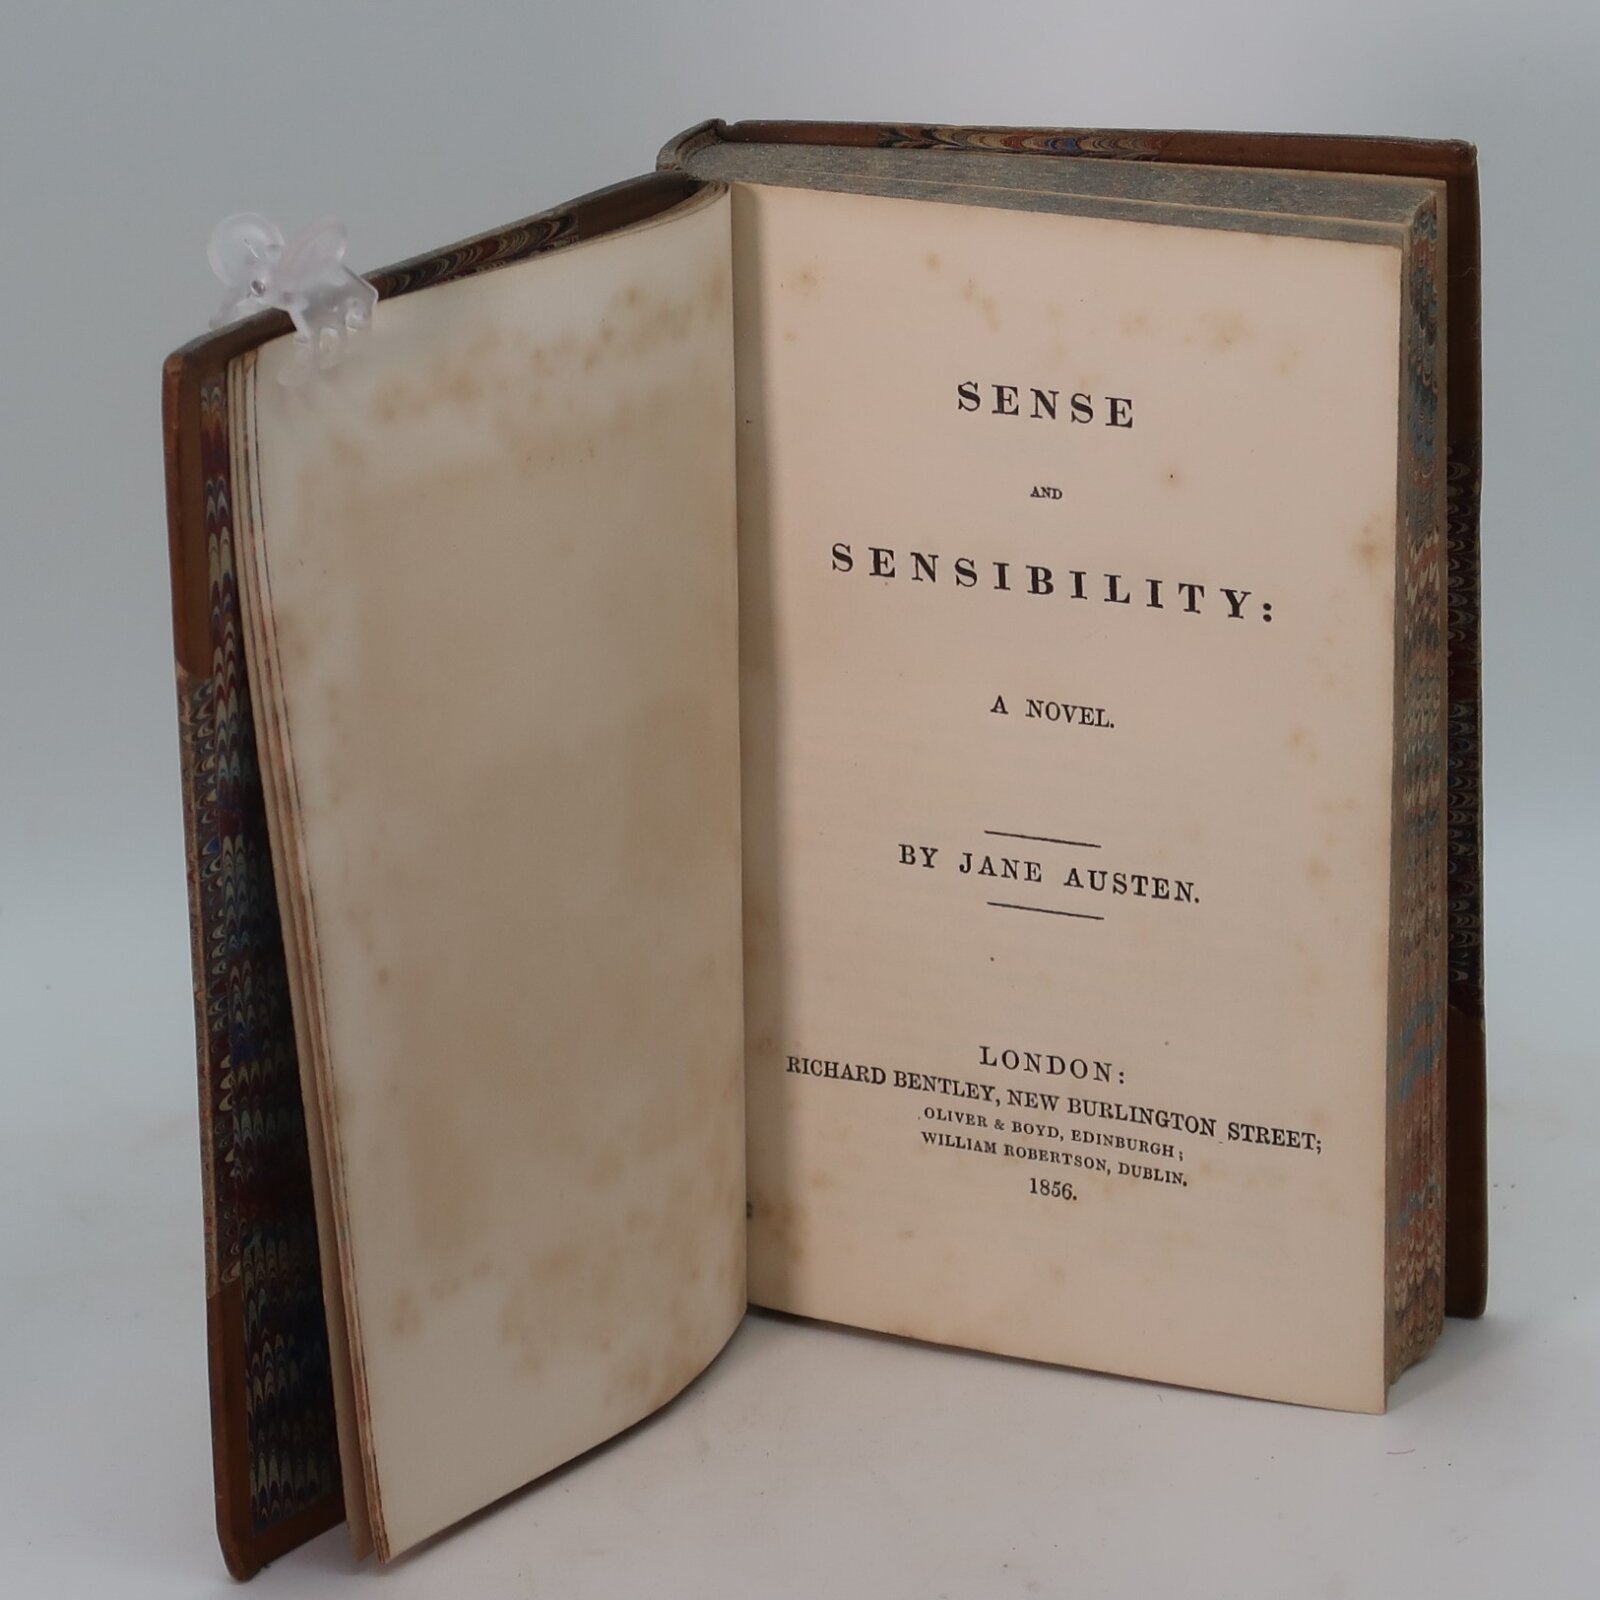 SENSE
AND
SENSIBILITY:
A NOVEL.
BY JANE AUSTEN.
LONDON:
RICHARD BENTLEY, NEW BURLINGTON STREET;
OLIVER & BOYD, EDINBURGH;
WILLIAM ROBERTSON, DUBLIN.
1856.